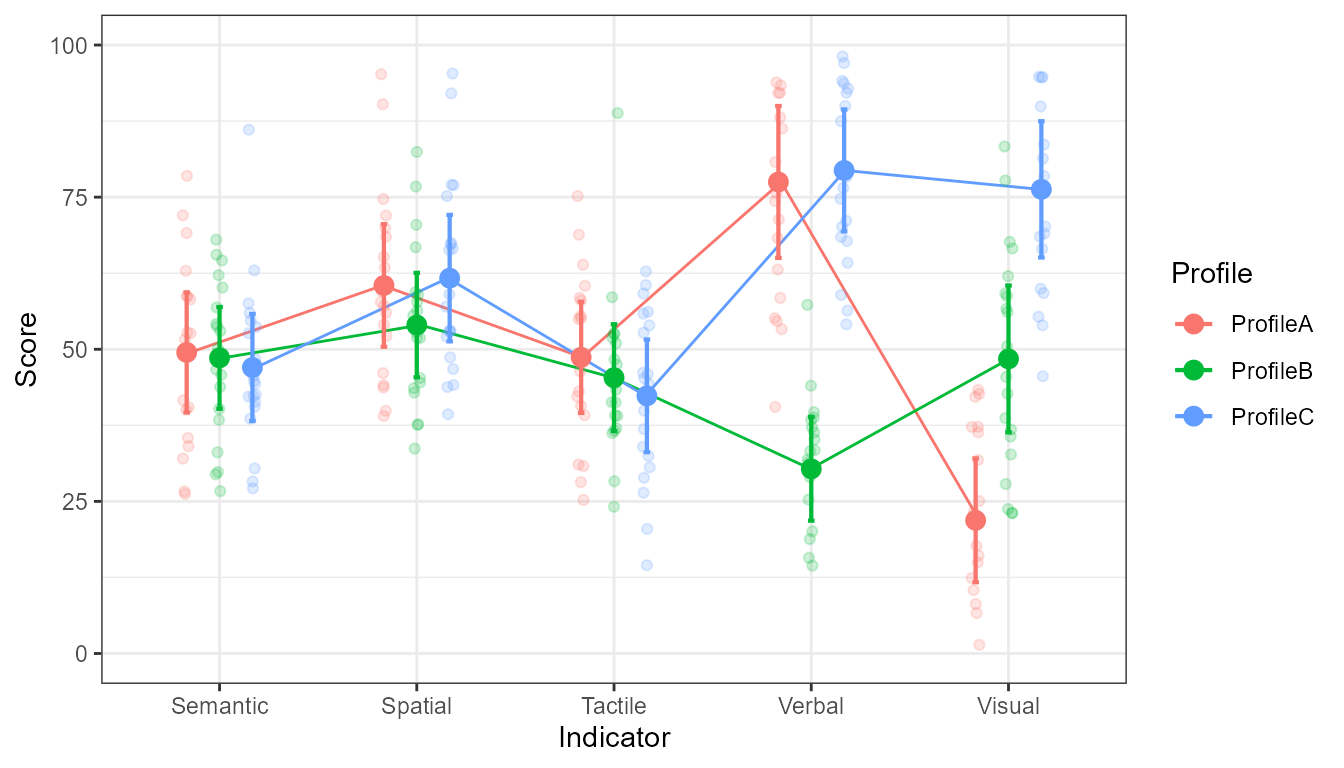 100
75
50
25
0
Score
Semantic
Spatial
Tactile
Verbal
Visual
Indicator
Profile
ProfileA
ProfileB
ProfileC